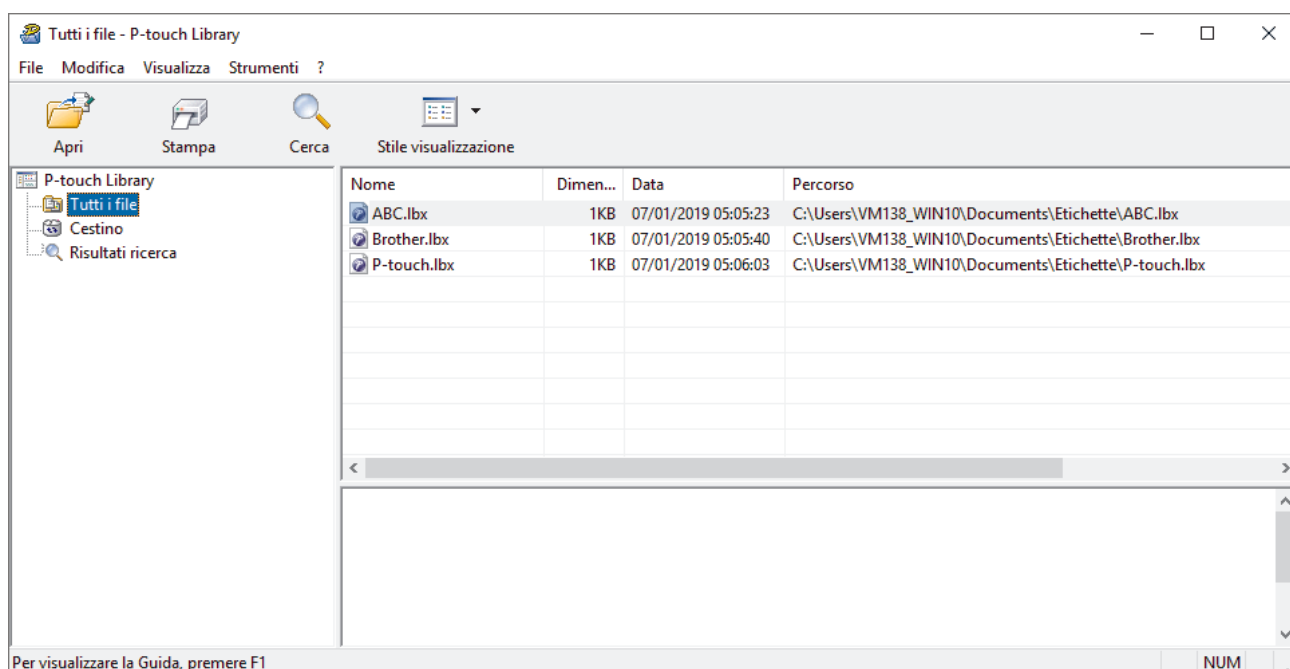 Tutti i file - P-touch Library
File Modifica Visualizza Strumenti ?
Apri Stampa Cerca Stile visualizzazione
P-touch Library
Tutti i file
Cestino
Risultati ricerca
Nome Dimen... Data Percorso
ABC.lbx 1KB 07/01/2019 05:05:23 C:\Users\VM138_WIN10\Documents\Etichette\ABC.lbx
Brother.lbx 1KB 07/01/2019 05:05:40 C:\Users\VM138_WIN10\Documents\Etichette\Brother.lbx
P-touch.lbx 1KB 07/01/2019 05:06:03 C:\Users\VM138_WIN10\Documents\Etichette\P-touch.lbx
Per visualizzare la Guida, premere F1 NUM